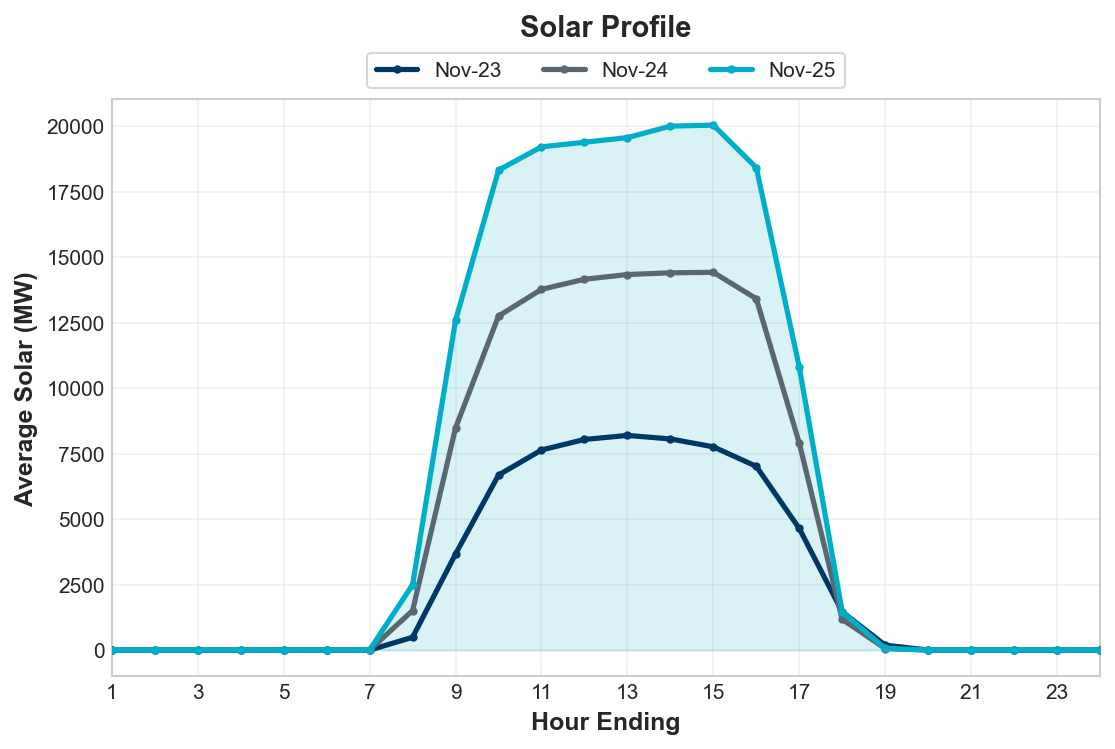 Solar Profile
Nov-23 Nov-24 Nov-25
Average Solar (MW)
20000
17500
15000
12500
10000
7500
5000
2500
0
1 3 5 7 9 11 13 15 17 19 21 23
Hour Ending